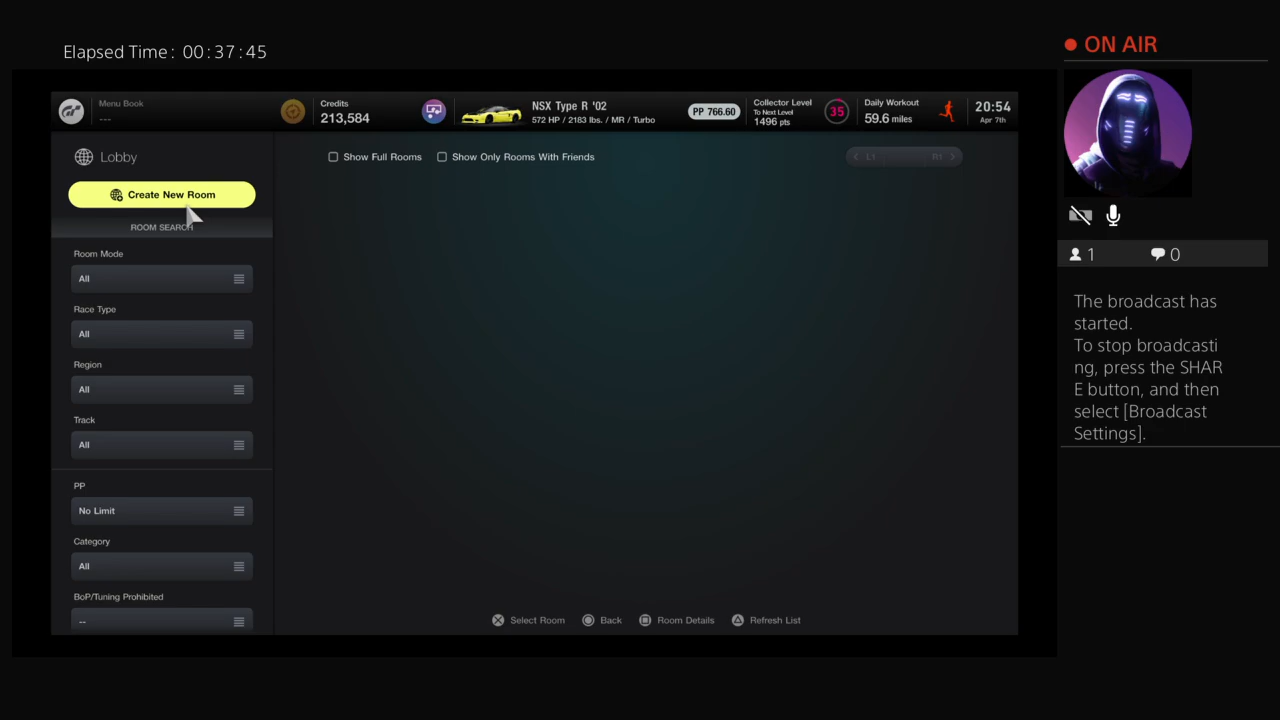 Elapsed Time: 00:37:45
ON AIR
Menu Book
---
Credits
213,584
NSX Type R '02
572 HP / 2183 lbs. / MR / Turbo
PP 766.60
Collector Level
To Next Level
1496 pts
35
Daily Workout
59.6 miles
20:54
Apr 7th
Lobby
Show Full Rooms
Show Only Rooms With Friends
L1
R1
Create New Room
ROOM SEARCH
Room Mode
All
Race Type
All
Region
All
Track
All
PP
No Limit
Category
All
BoP/Tuning Prohibited
--
Select Room
Back
Room Details
Refresh List
1
0
The broadcast has
started.
To stop broadcasti
ng, press the SHAR
E button, and then
select [Broadcast
Settings].